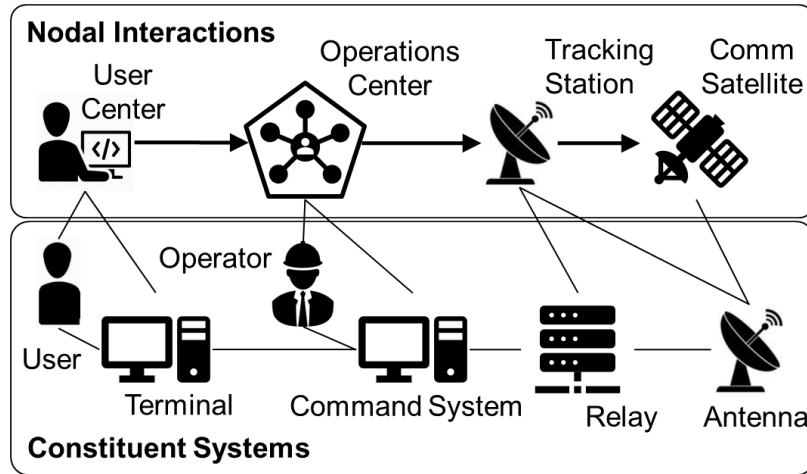 Nodal Interactions
User
Center
Operations
Center
Tracking
Station
Comm
Satellite
</>
Operator
User
Terminal
Command System
Relay
Antenna
Constituent Systems